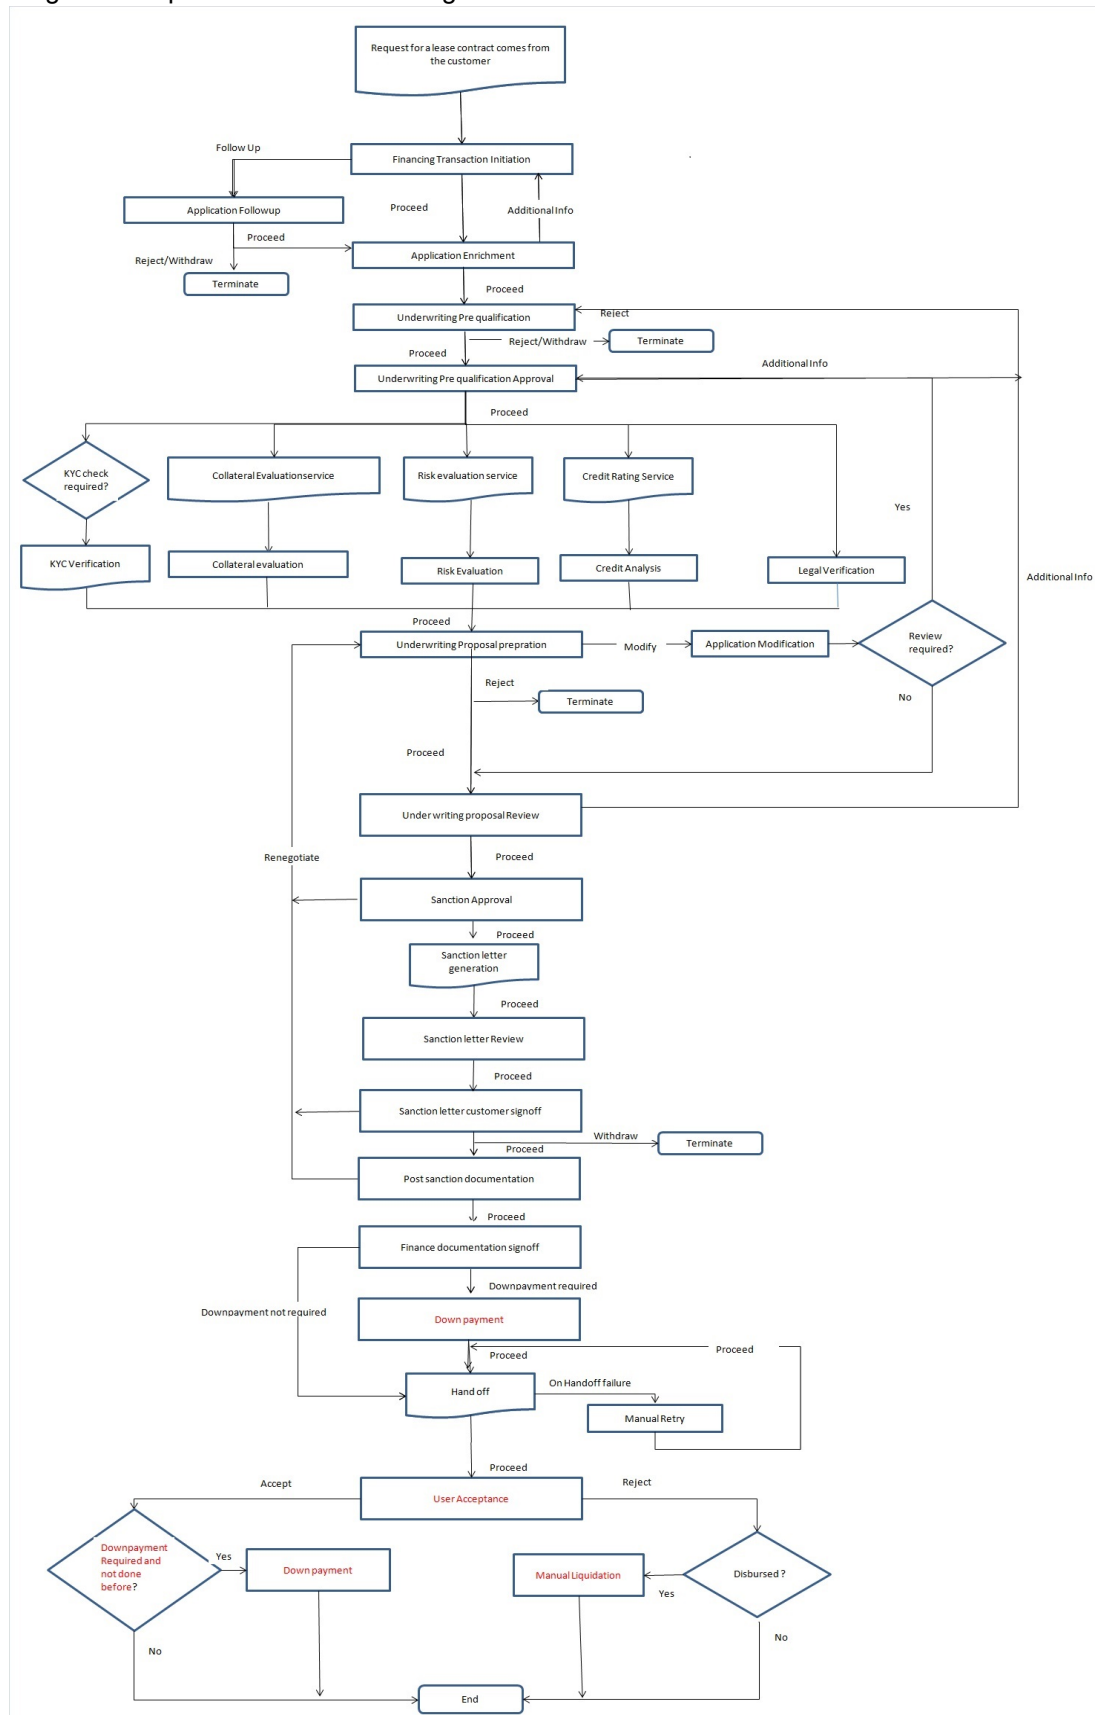 Request for a lease contract comes from
the customer
Follow Up
Financing Transaction Initiation
Application Followup
Proceed
Additional Info
Proceed
Reject/Withdraw
Application Enrichment
Terminate
Proceed
Underwriting Pre qualification
Reject
Reject/Withdraw
Terminate
Proceed
Additional Info
Underwriting Pre qualification Approval
Proceed
KYC check
required?
Collateral Evaluationservice
Risk evaluation service
Credit Rating Service
Yes
KYC Verification
Collateral evaluation
Risk Evaluation
Credit Analysis
Legal Verification
Additional Info
Proceed
Underwriting Proposal prepration
Modify
Application Modification
Review
required?
Reject
Terminate
No
Proceed
Under writing proposal Review
Renegotiate
Proceed
Sanction Approval
Proceed
Sanction letter
generation
Proceed
Sanction letter Review
Proceed
Sanction letter customer signoff
Withdraw
Terminate
Proceed
Post sanction documentation
Proceed
Finance documentation signoff
Downpayment required
Downpayment not required
Down payment
Proceed
Proceed
Hand off
On Handoff failure
Manual Retry
Proceed
Accept
User Acceptance
Reject
Downpayment
Required and
not done
before?
Yes
Down payment
Manual Liquidation
Yes
Disbursed ?
No
No
End